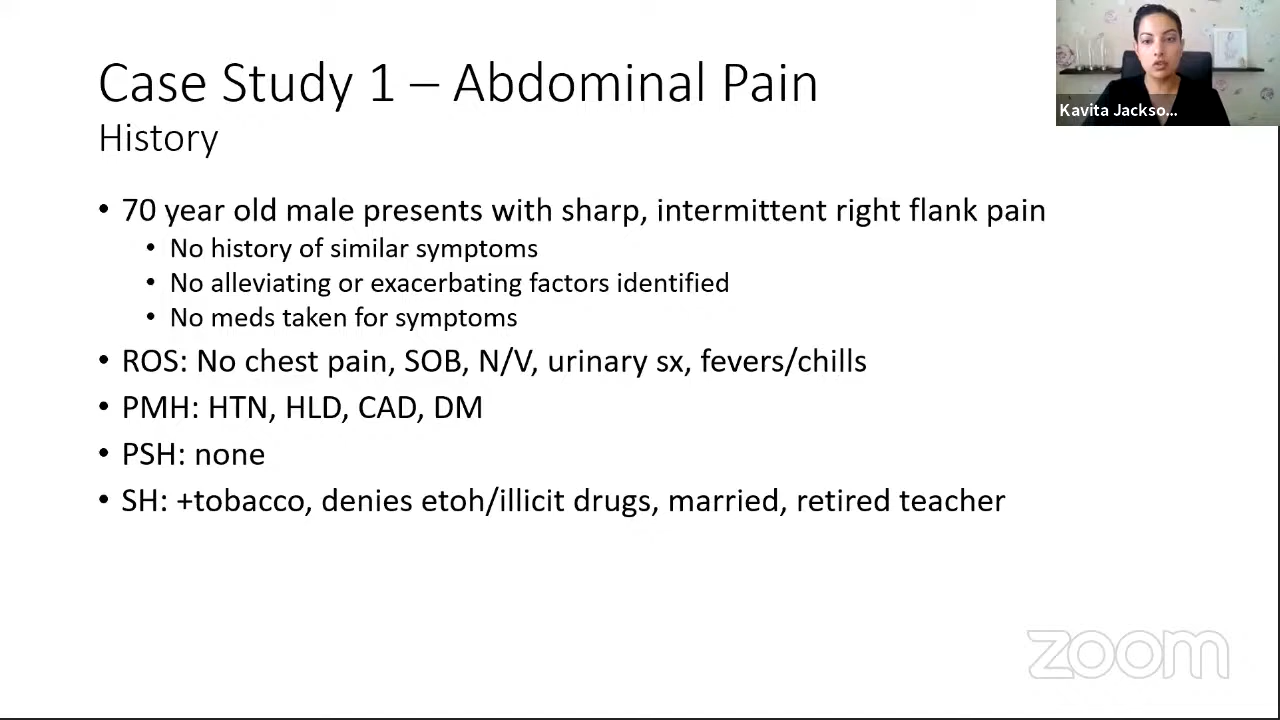 Case Study 1 – Abdominal Pain
History
Kavita Jackso...
• 70 year old male presents with sharp, intermittent right flank pain
• No history of similar symptoms
• No alleviating or exacerbating factors identified
• No meds taken for symptoms
• ROS: No chest pain, SOB, N/V, urinary sx, fevers/chills
• PMH: HTN, HLD, CAD, DM
• PSH: none
• SH: +tobacco, denies etoh/illicit drugs, married, retired teacher
zoom